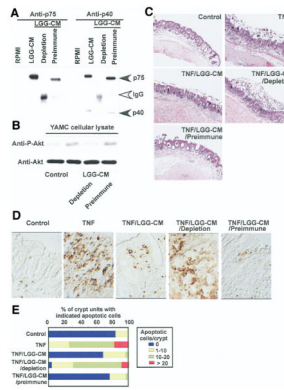 A
Anti-p75
Anti-p40
LGG-CM
LGG-CM
RPMI
LGG-CM
Depletion
Preimmune
RPMI
LGG-CM
Depletion
Preimmune
p75
IgG
p40
B
YAMC cellular lysate
Anti-P-Akt
Anti-Akt
Control
LGG-CM
Depletion
Preimmune
C
Control
TNF/LGG-CM
TNF/LGG-CM
/Preimmune
D
Control
TNF
TNF/LGG-CM
TNF/LGG-CM
/Depletion
TNF/LGG-CM
/Preimmune
E
% of crypt units with
indicated apoptotic cells
0 20 40 60 80 100
Control
TNF
TNF/LGG-CM
TNF/LGG-CM
/depletion
TNF/LGG-CM
/preimmune
Apoptotic
cells/crypt
0
1-10
10-20
> 20